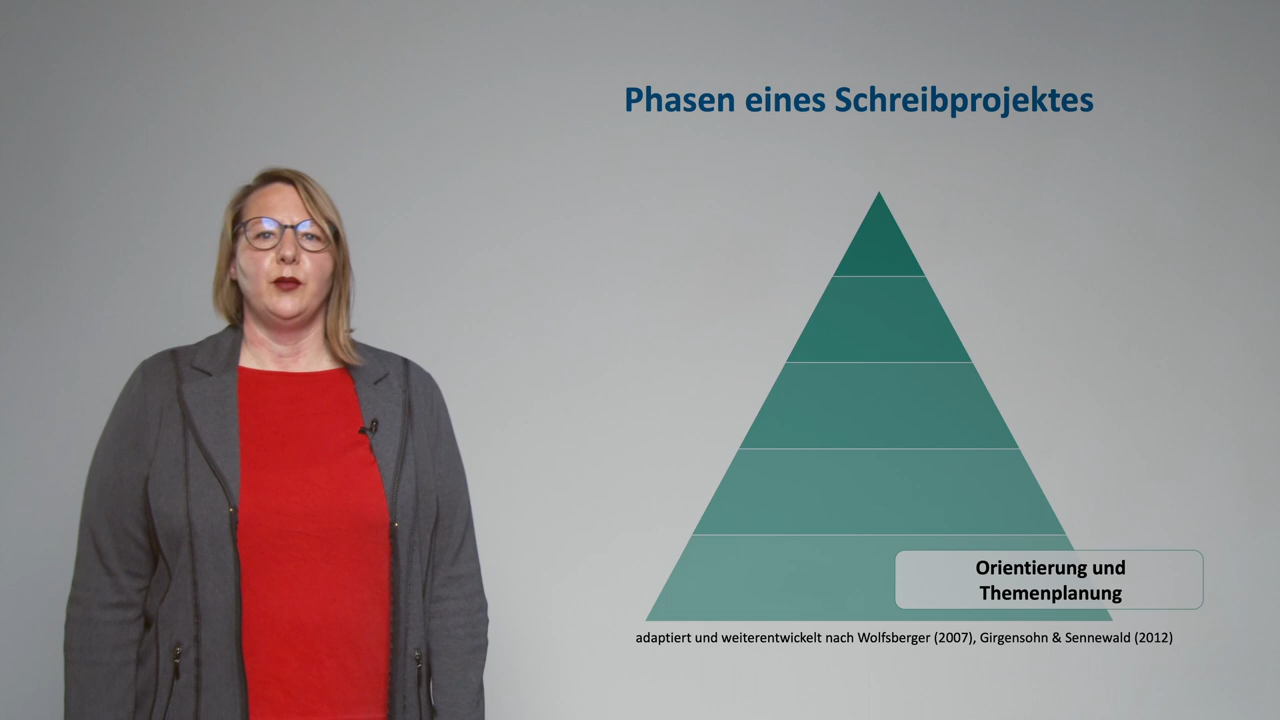 Phasen eines Schreibprojektes
Orientierung und
Themenplanung
adaptiert und weiterentwickelt nach Wolfsberger (2007), Girgensohn & Sennewald (2012)